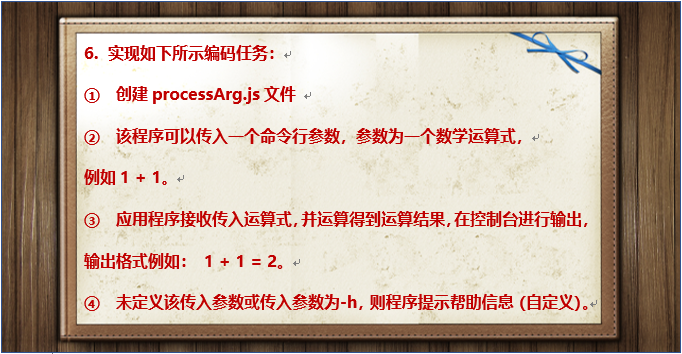 6. 实现如下所示编码任务：
① 创建 processArg.js 文件
② 该程序可以传入一个命令行参数，参数为一个数学运算式，
例如 1 + 1。
③ 应用程序接收传入运算式，并运算得到运算结果，在控制台进行输出，
输出格式例如： 1 + 1 = 2。
④ 未定义该传入参数或传入参数为-h，则程序提示帮助信息（自定义）。